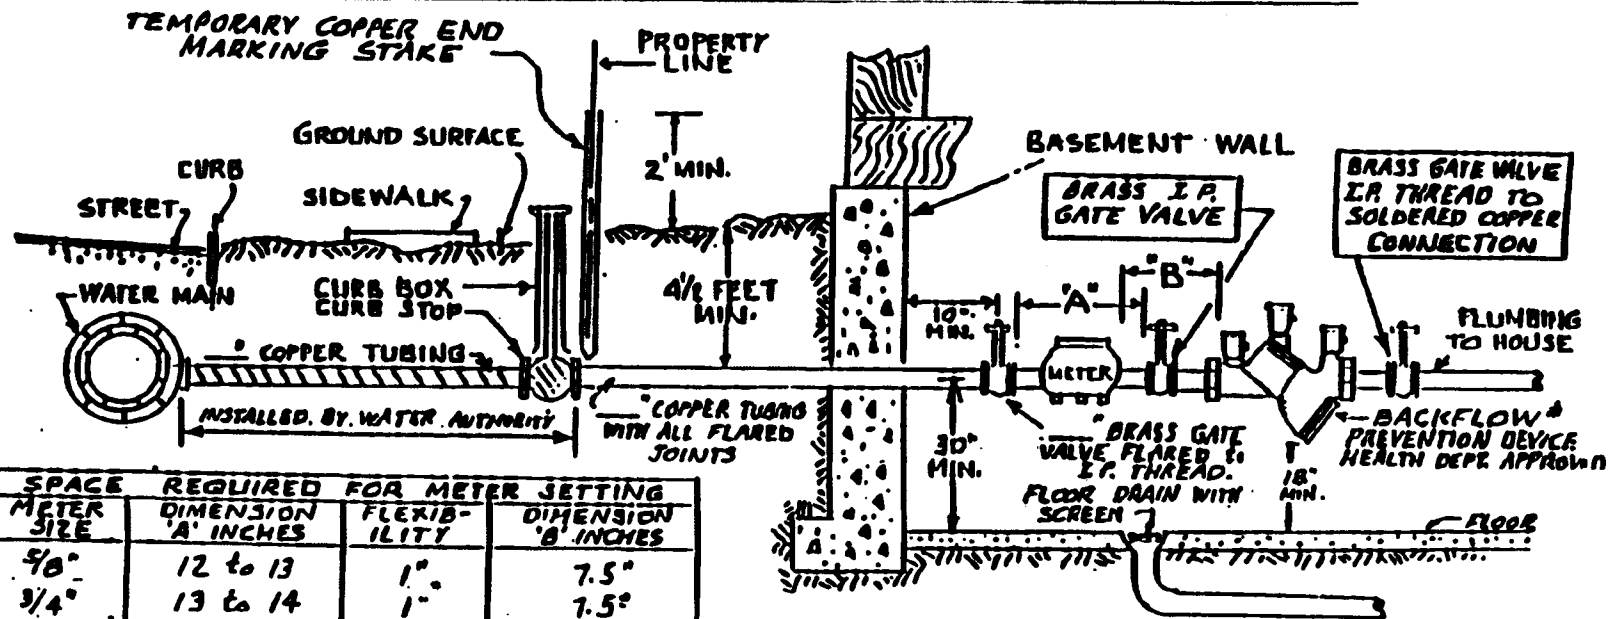 TEMPORARY COPPER END
MARKING STAKE
PROPERTY
LINE
GROUND SURFACE
2' MIN.
CURB
SIDEWALK
STREET
BASEMENT WALL
BRASS I.P.
GATE VALVE
BRASS GATE VALVE
I.P. THREAD TO
SOLDERED COPPER
CONNECTION
WATER MAIN
CURB BOX
CURB STOP
4 1/2 FEET
MIN.
10"
MIN.
"A"
"B"
PLUMBING
TO HOUSE
" COPPER TUBING
METER
INSTALLED BY WATER AUTHORITY
" COPPER TUBING
WITH ALL FLARED
JOINTS
30"
MIN.
" BRASS GATE
VALVE FLARED to
I.P. THREAD.
FLOOR DRAIN WITH
SCREEN
18"
MIN.
BACKFLOW *
PREVENTION DEVICE
HEALTH DEPT. APPROVED
FLOOR
SPACE REQUIRED FOR METER SETTING
METER SIZE DIMENSION 'A' INCHES FLEXIB-ILITY DIMENSION 'B' INCHES
5/8" 12 to 13 1" 7.5"
3/4" 13 to 14 1" 7.5"